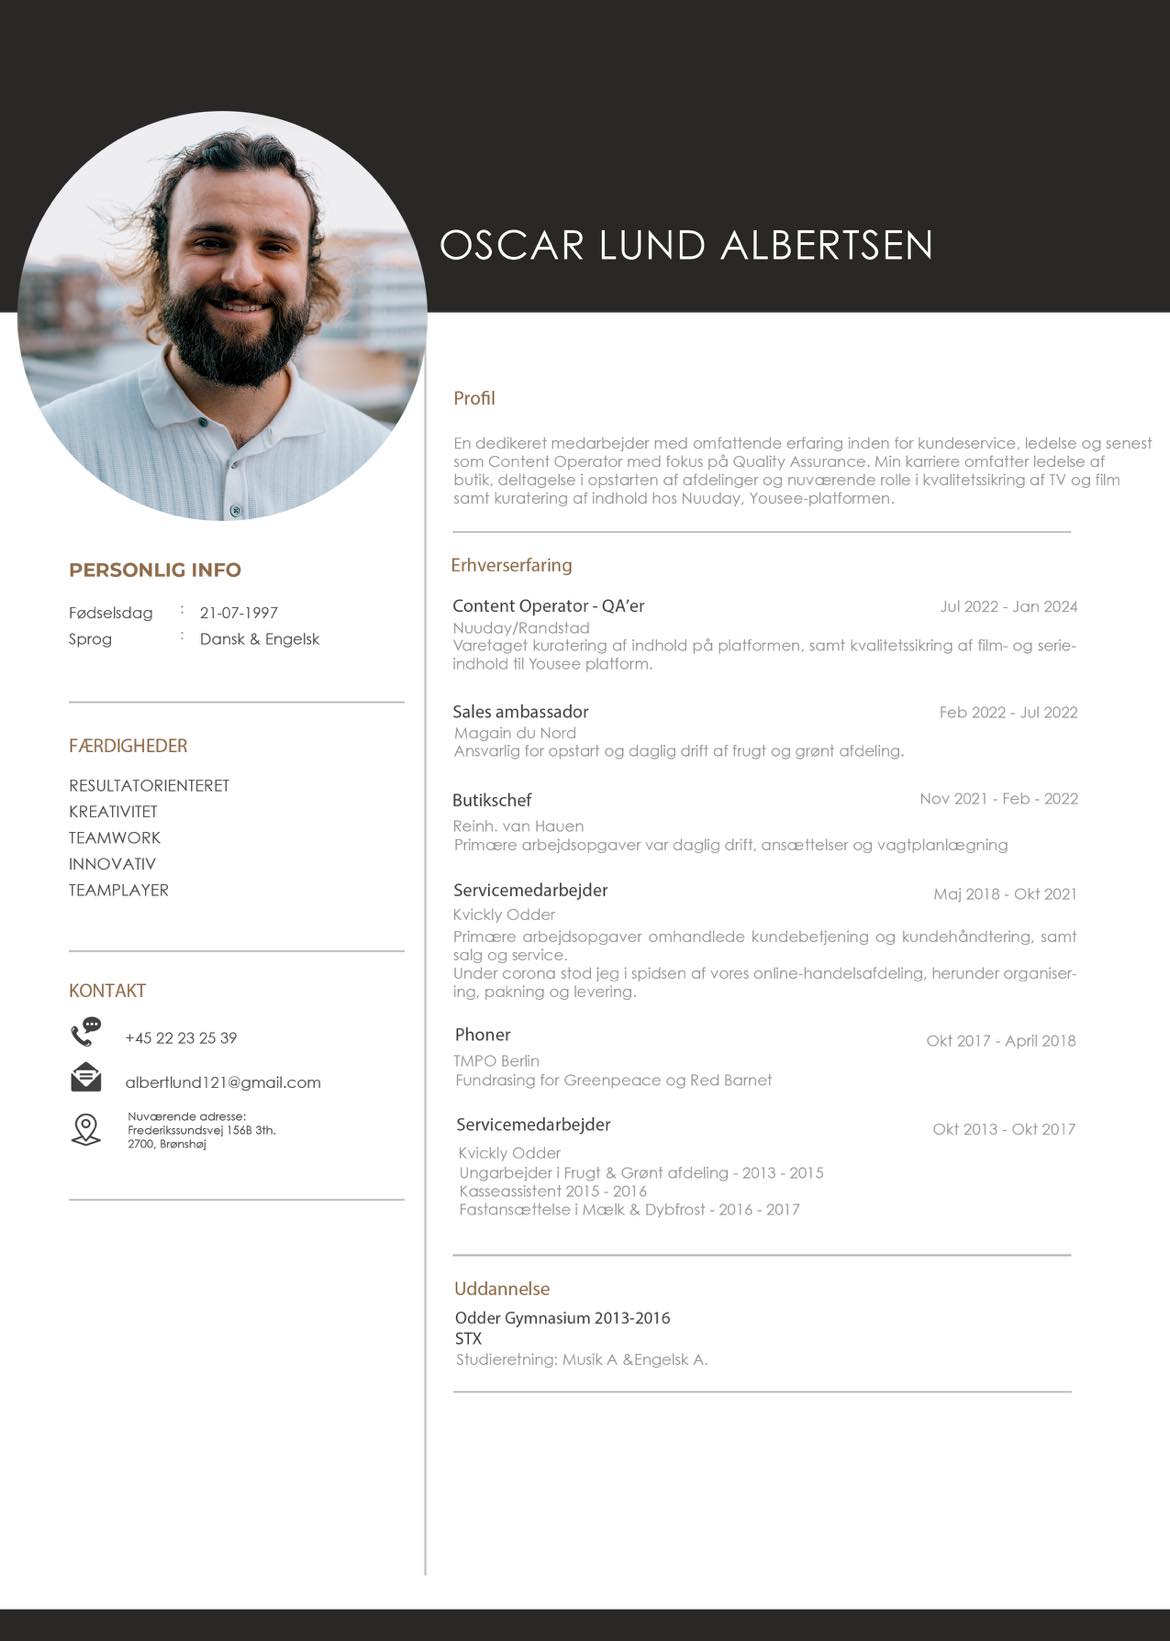 OSCAR LUND ALBERTSEN
PERSONLIG INFO
Fødselsdag : 21-07-1997
Sprog : Dansk & Engelsk
FÆRDIGHEDER
RESULTATORIENTERET
KREATIVITET
TEAMWORK
INNOVATIV
TEAMPLAYER
KONTAKT
+45 22 23 25 39
albertlund121@gmail.com
Nuværende adresse:
Frederikssundsvej 156B 3th.
2700, Brønshøj
Profil
En dedikeret medarbejder med omfattende erfaring inden for kundeservice, ledelse og senest
som Content Operator med fokus på Quality Assurance. Min karriere omfatter ledelse af
butik, deltagelse i opstarten af afdelinger og nuværende rolle i kvalitetssikring af TV og film
samt kuratering af indhold hos Nuuday, Yousee-platformen.
Erhverserfaring
Content Operator - QA'er Jul 2022 - Jan 2024
Nuuday/Randstad
Varetaget kuratering af indhold på platformen, samt kvalitetssikring af film- og serie-
indhold til Yousee platform.
Sales ambassador Feb 2022 - Jul 2022
Magain du Nord
Ansvarlig for opstart og daglig drift af frugt og grønt afdeling.
Butikschef Nov 2021 - Feb - 2022
Reinh. van Hauen
Primære arbejdsopgaver var daglig drift, ansættelser og vagtplanlægning
Servicemedarbejder Maj 2018 - Okt 2021
Kvickly Odder
Primære arbejdsopgaver omhandlede kundebetjening og kundehåndtering, samt
salg og service.
Under corona stod jeg i spidsen af vores online-handelsafdeling, herunder organiser-
ing, pakning og levering.
Phoner Okt 2017 - April 2018
TMPO Berlin
Fundrasing for Greenpeace og Red Barnet
Servicemedarbejder Okt 2013 - Okt 2017
Kvickly Odder
Ungarbejder i Frugt & Grønt afdeling - 2013 - 2015
Kasseassistent 2015 - 2016
Fastansættelse i Mælk & Dybfrost - 2016 - 2017
Uddannelse
Odder Gymnasium 2013-2016
STX
Studieretning: Musik A &Engelsk A.